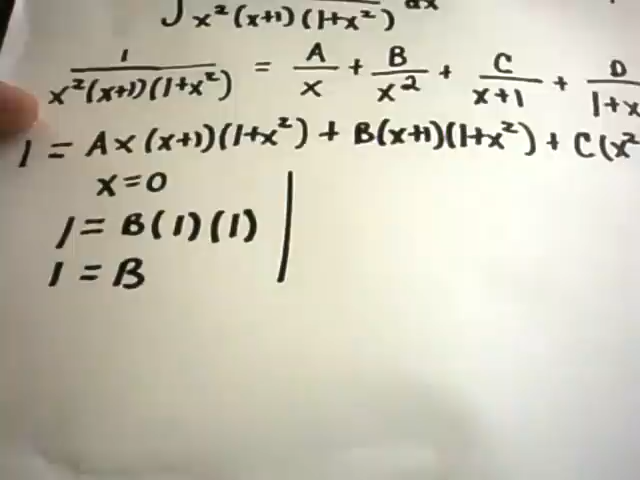 ∫ x²(x+1)(1+x²) dx
1/(x²(x+1)(1+x²)) = A/x + B/x² + C/(x+1) + D/(1+x
1 = Ax(x+1)(1+x²) + B(x+1)(1+x²) + C(x²
x=0
1 = B(1)(1)
1 = B